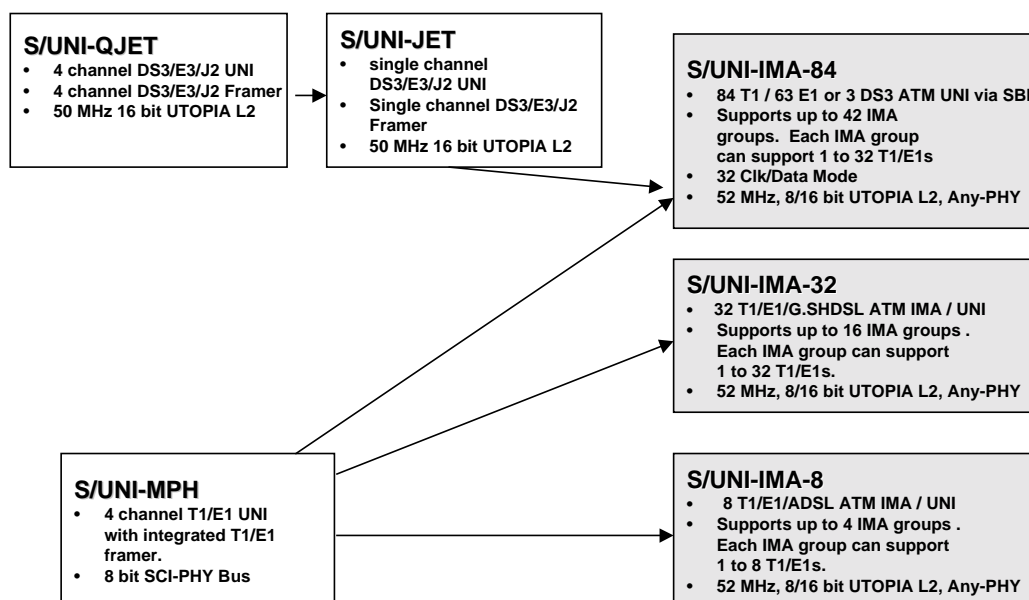 S/UNI-QJET
• 4 channel DS3/E3/J2 UNI
• 4 channel DS3/E3/J2 Framer
• 50 MHz 16 bit UTOPIA L2
S/UNI-JET
• single channel
DS3/E3/J2 UNI
• Single channel DS3/E3/J2
Framer
• 50 MHz 16 bit UTOPIA L2
S/UNI-IMA-84
• 84 T1 / 63 E1 or 3 DS3 ATM UNI via SBI
• Supports up to 42 IMA
groups. Each IMA group
can support 1 to 32 T1/E1s
• 32 Clk/Data Mode
• 52 MHz, 8/16 bit UTOPIA L2, Any-PHY
S/UNI-IMA-32
• 32 T1/E1/G.SHDSL ATM IMA / UNI
• Supports up to 16 IMA groups .
Each IMA group can support
1 to 32 T1/E1s.
• 52 MHz, 8/16 bit UTOPIA L2, Any-PHY
S/UNI-MPH
• 4 channel T1/E1 UNI
with integrated T1/E1
framer.
• 8 bit SCI-PHY Bus
S/UNI-IMA-8
• 8 T1/E1/ADSL ATM IMA / UNI
• Supports up to 4 IMA groups .
Each IMA group can support
1 to 8 T1/E1s.
• 52 MHz, 8/16 bit UTOPIA L2, Any-PHY